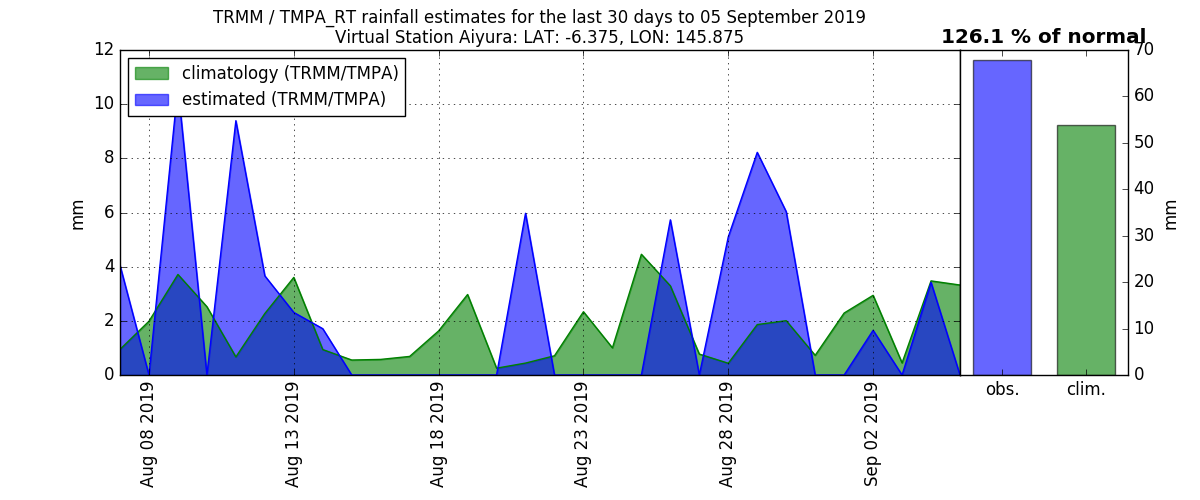 TRMM / TMPA_RT rainfall estimates for the last 30 days to 05 September 2019
Virtual Station Aiyura: LAT: -6.375, LON: 145.875
126.1 % of normal
climatology (TRMM/TMPA)
estimated (TRMM/TMPA)
12
10
8
6
4
2
0
mm
Aug 08 2019
Aug 13 2019
Aug 18 2019
Aug 23 2019
Aug 28 2019
Sep 02 2019
obs.
clim.
70
60
50
40
30
20
10
0
mm